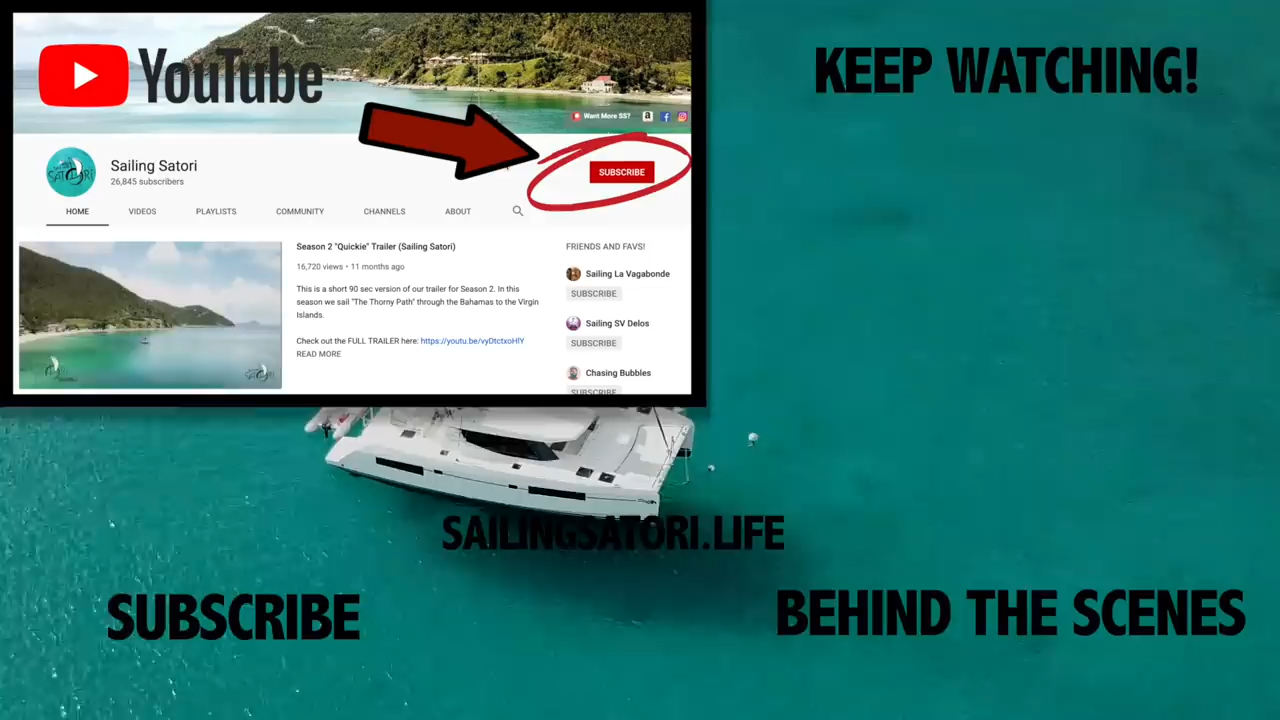 YouTube
KEEP WATCHING!
Want More SS?
Sailing Satori
26,845 subscribers
SUBSCRIBE
HOME VIDEOS PLAYLISTS COMMUNITY CHANNELS ABOUT
Season 2 "Quickie" Trailer (Sailing Satori)
16,720 views • 11 months ago
This is a short 90 sec version of our trailer for Season 2. In this
season we sail "The Thorny Path" through the Bahamas to the Virgin
Islands.
Check out the FULL TRAILER here: https://youtu.be/vyDtctxoHlY
READ MORE
FRIENDS AND FAVS!
Sailing La Vagabonde
SUBSCRIBE
Sailing SV Delos
SUBSCRIBE
Chasing Bubbles
SUBSCRIBE
SAILINGSATORI.LIFE
SUBSCRIBE
BEHIND THE SCENES